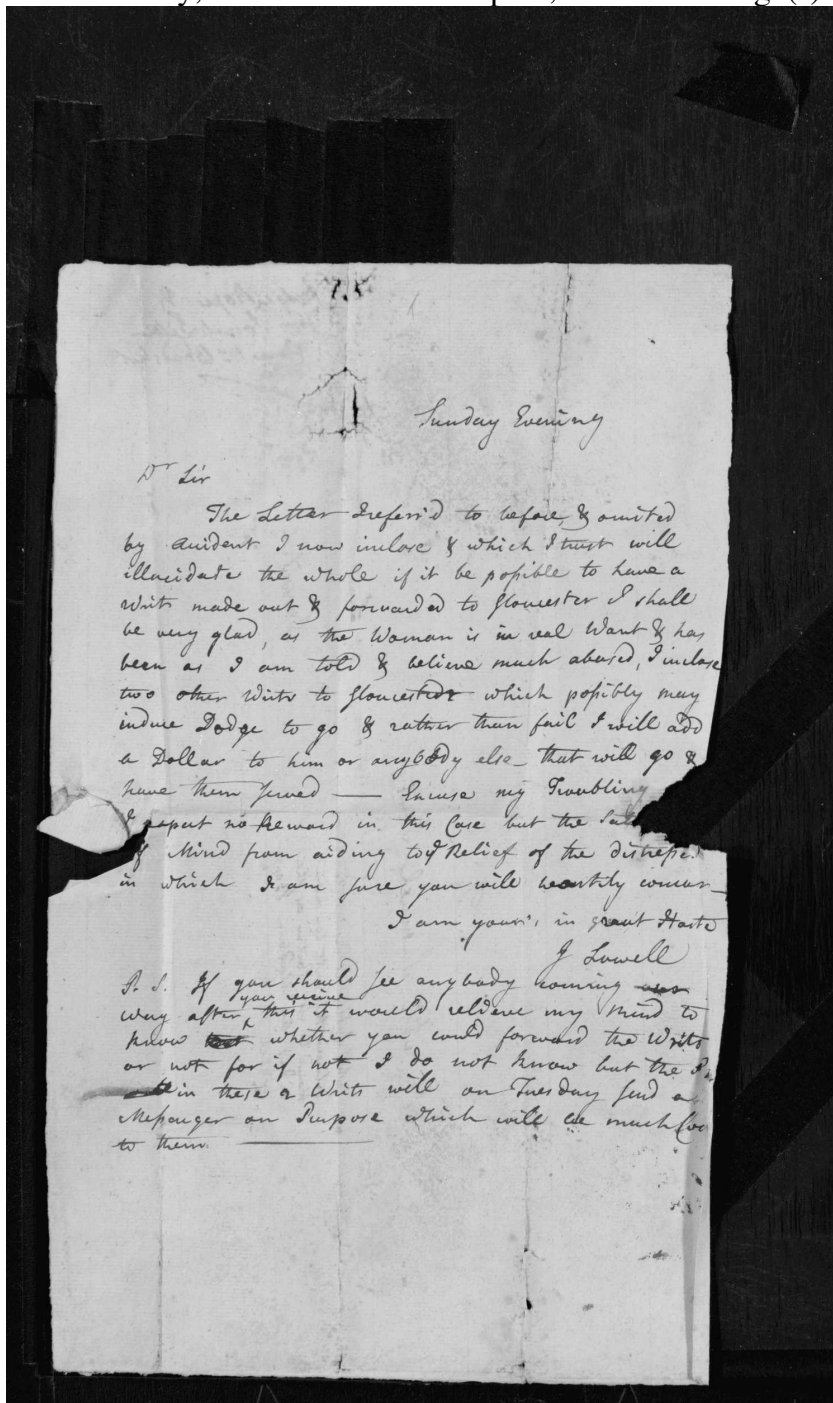 Sunday Evening
Dr Sir
The Letter I referr'd to before & omited
by Accident I now inclose & which I trust will
illucidate the whole if it be possible to have a
Writ made out & forwarded to Gloucester I shall
be very glad, as the Woman is in real Want & has
been as I am told & believe much abused, I inclose
two other Writs to Gloucester which possibly may
induce Dodge to go & rather than fail I will add
a Dollar to him or anybody else that will go &
have them served — Excuse my Troubling
I expect no Reward in this Case but the
of Mind from aiding to ye Relief of the distress'd
in which I am sure you will heartily concur —
I am yours, in great Haste
J Lowell
P. S. If you should see anybody coming our
way after you receive this it would relieve my mind to
know whether you could forward the Writs
or not for if not I do not know but the
in these 2 Writs will on Tuesday send a
Messenger on Purpose which will be much
to them.